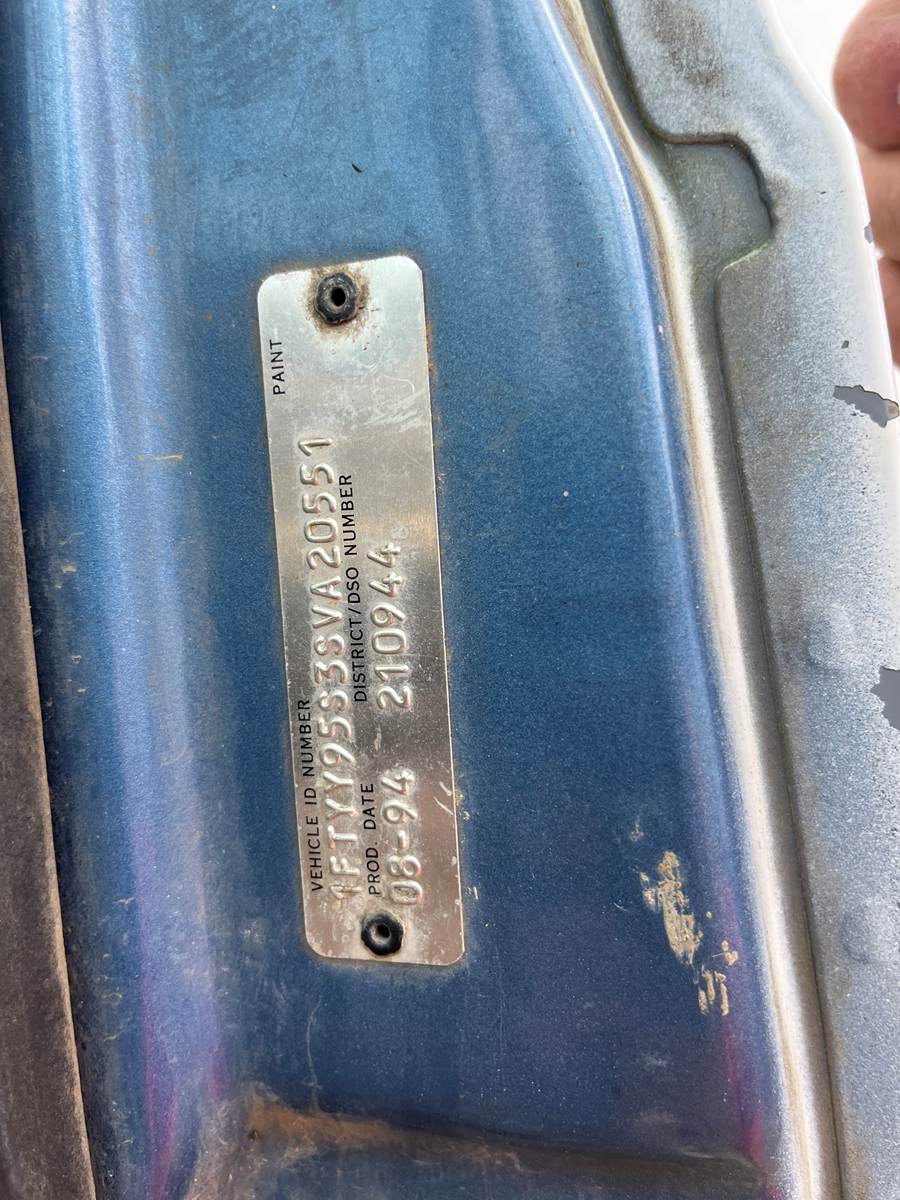 PAINT
VEHICLE ID NUMBER
1FTYY95S3SVA20551
PROD. DATE DISTRICT/DSO NUMBER
08-94 210944